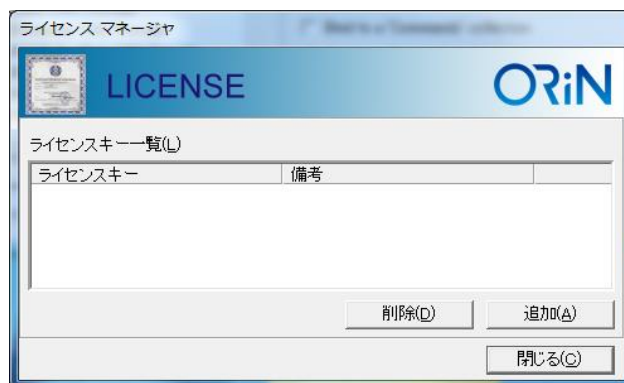 ライセンス マネージャ
LICENSE
ORiN
ライセンスキー一覧(L)
ライセンスキー 備考
削除(D) 追加(A)
閉じる(C)